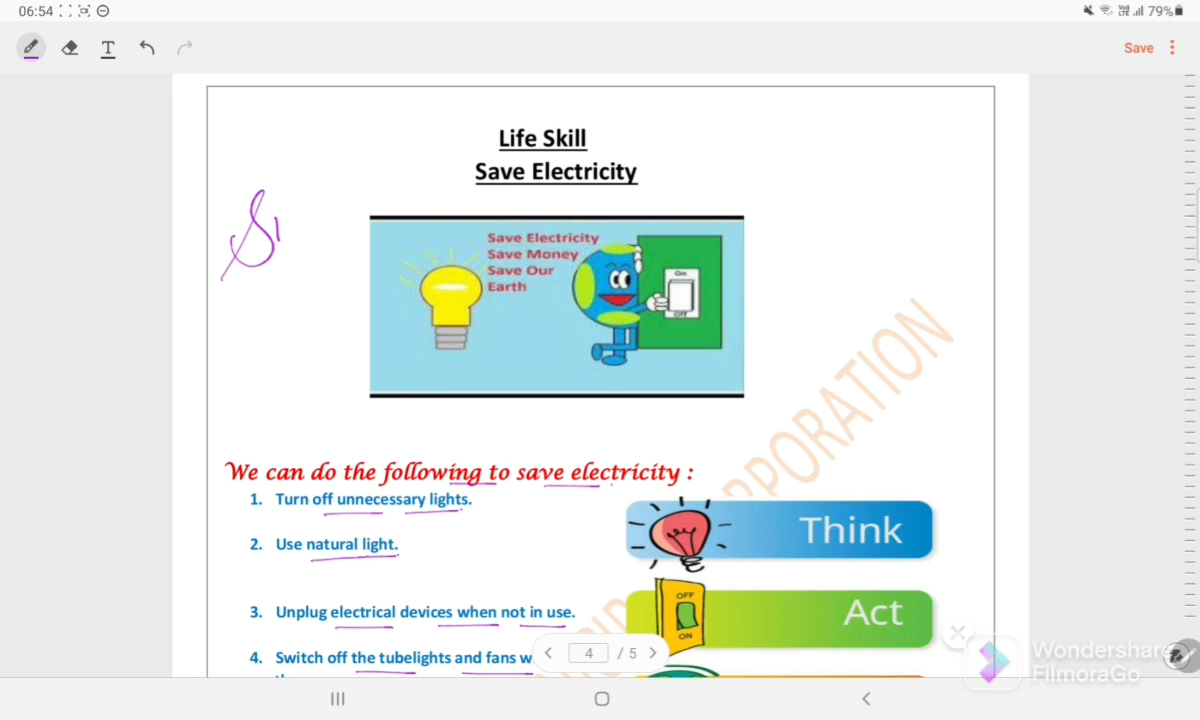 06:54 79%
T Save
Life Skill
Save Electricity
Save Electricity
Save Money
Save Our
Earth
On
OFF
We can do the following to save electricity :
1. Turn off unnecessary lights.
Think
2. Use natural light.
OFF
ON
Act
3. Unplug electrical devices when not in use.
4. Switch off the tubelights and fans w
4 / 5
Wondershare
FilmoraGo